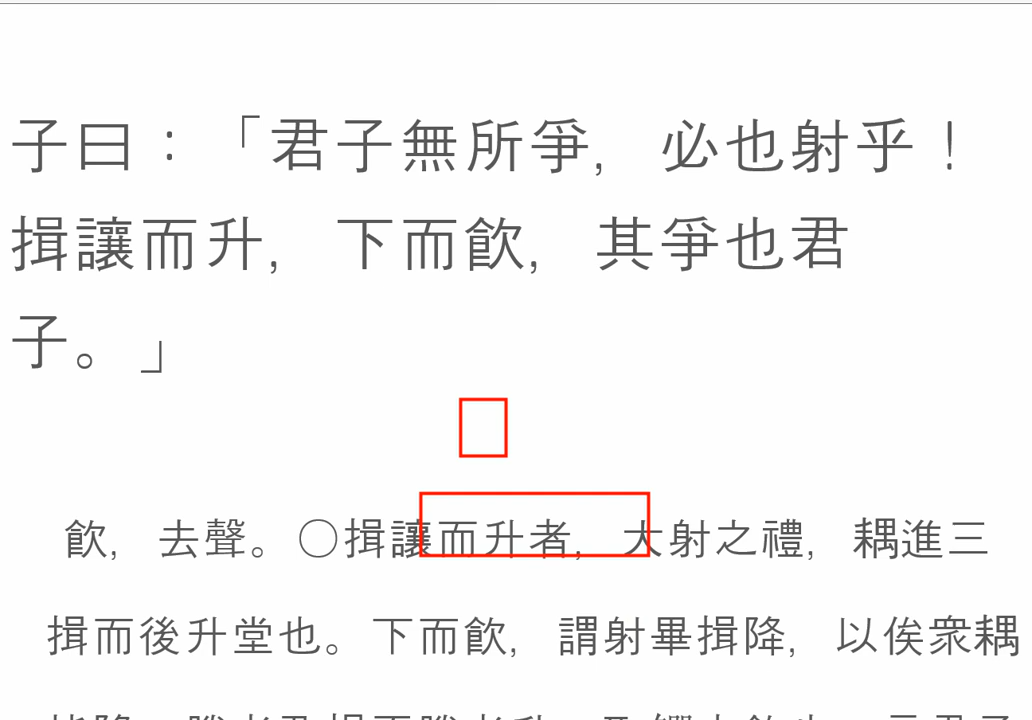 子曰：「君子無所爭，必也射乎！
揖讓而升，下而飲，其爭也君
子。」
飲，去聲。〇揖讓而升者，大射之禮，耦進三
揖而後升堂也。下而飲，謂射畢揖降，以俟衆耦